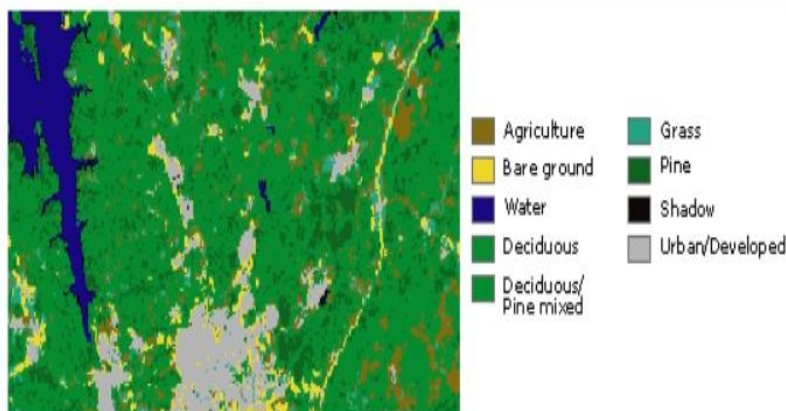 Agriculture
Bare ground
Water
Deciduous
Deciduous/
Pine mixed
Grass
Pine
Shadow
Urban/Developed